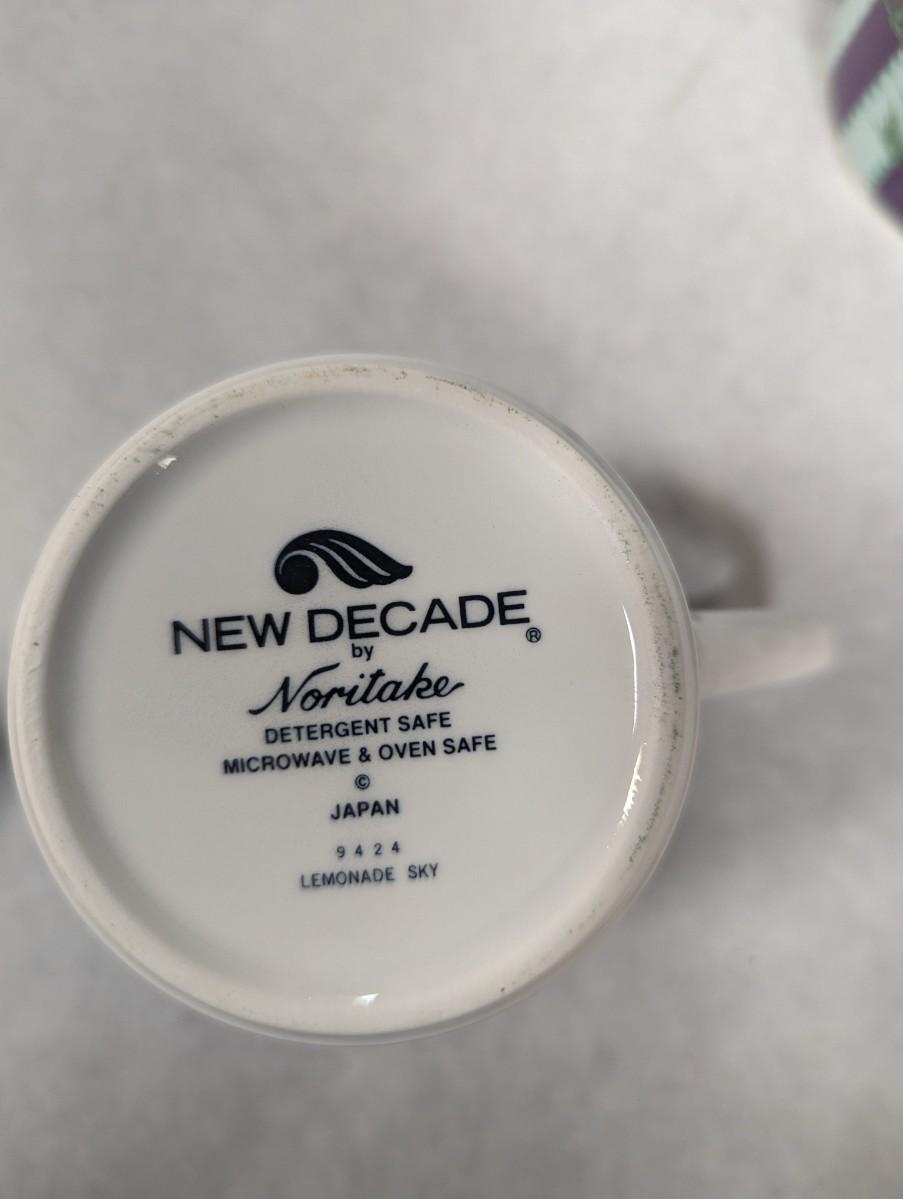 NEW DECADE®
by
Noritake
DETERGENT SAFE
MICROWAVE & OVEN SAFE
©
JAPAN
9424
LEMONADE SKY